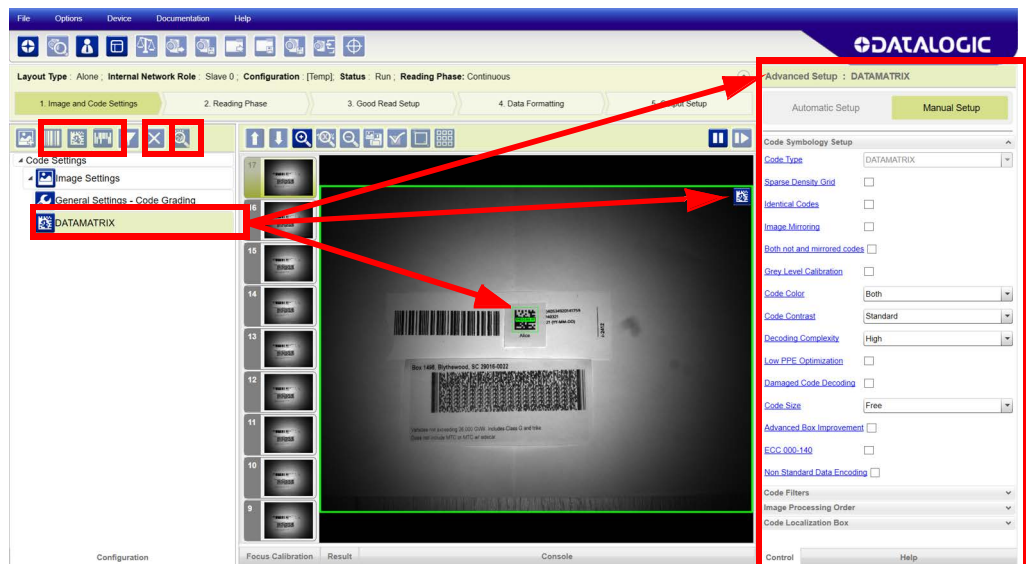 File Options Device Documentation Help
DATALOGIC
Layout Type : Alone ; Internal Network Role : Slave 0 ; Configuration : [Temp]; Status : Run ; Reading Phase: Continuous
1. Image and Code Settings 2. Reading Phase 3. Good Read Setup 4. Data Formatting 5. Output Setup
Code Settings
Image Settings
General Settings - Code Grading
DATAMATRIX
Configuration
17
16
15
14
13
12
11
10
9
Alice
Box 1498, Blythewood, SC 29016-0022
Focus Calibration Result Console
Advanced Setup : DATAMATRIX
Automatic Setup Manual Setup
Code Symbology Setup
Code Type DATAMATRIX
Sparse Density Grid
Identical Codes
Image Mirroring
Both not and mirrored codes
Grey Level Calibration
Code Color Both
Code Contrast Standard
Decoding Complexity High
Low PPE Optimization
Damaged Code Decoding
Code Size Free
Advanced Box Improvement
ECC 000-140
Non Standard Data Encoding
Code Filters
Image Processing Order
Code Localization Box
Control Help